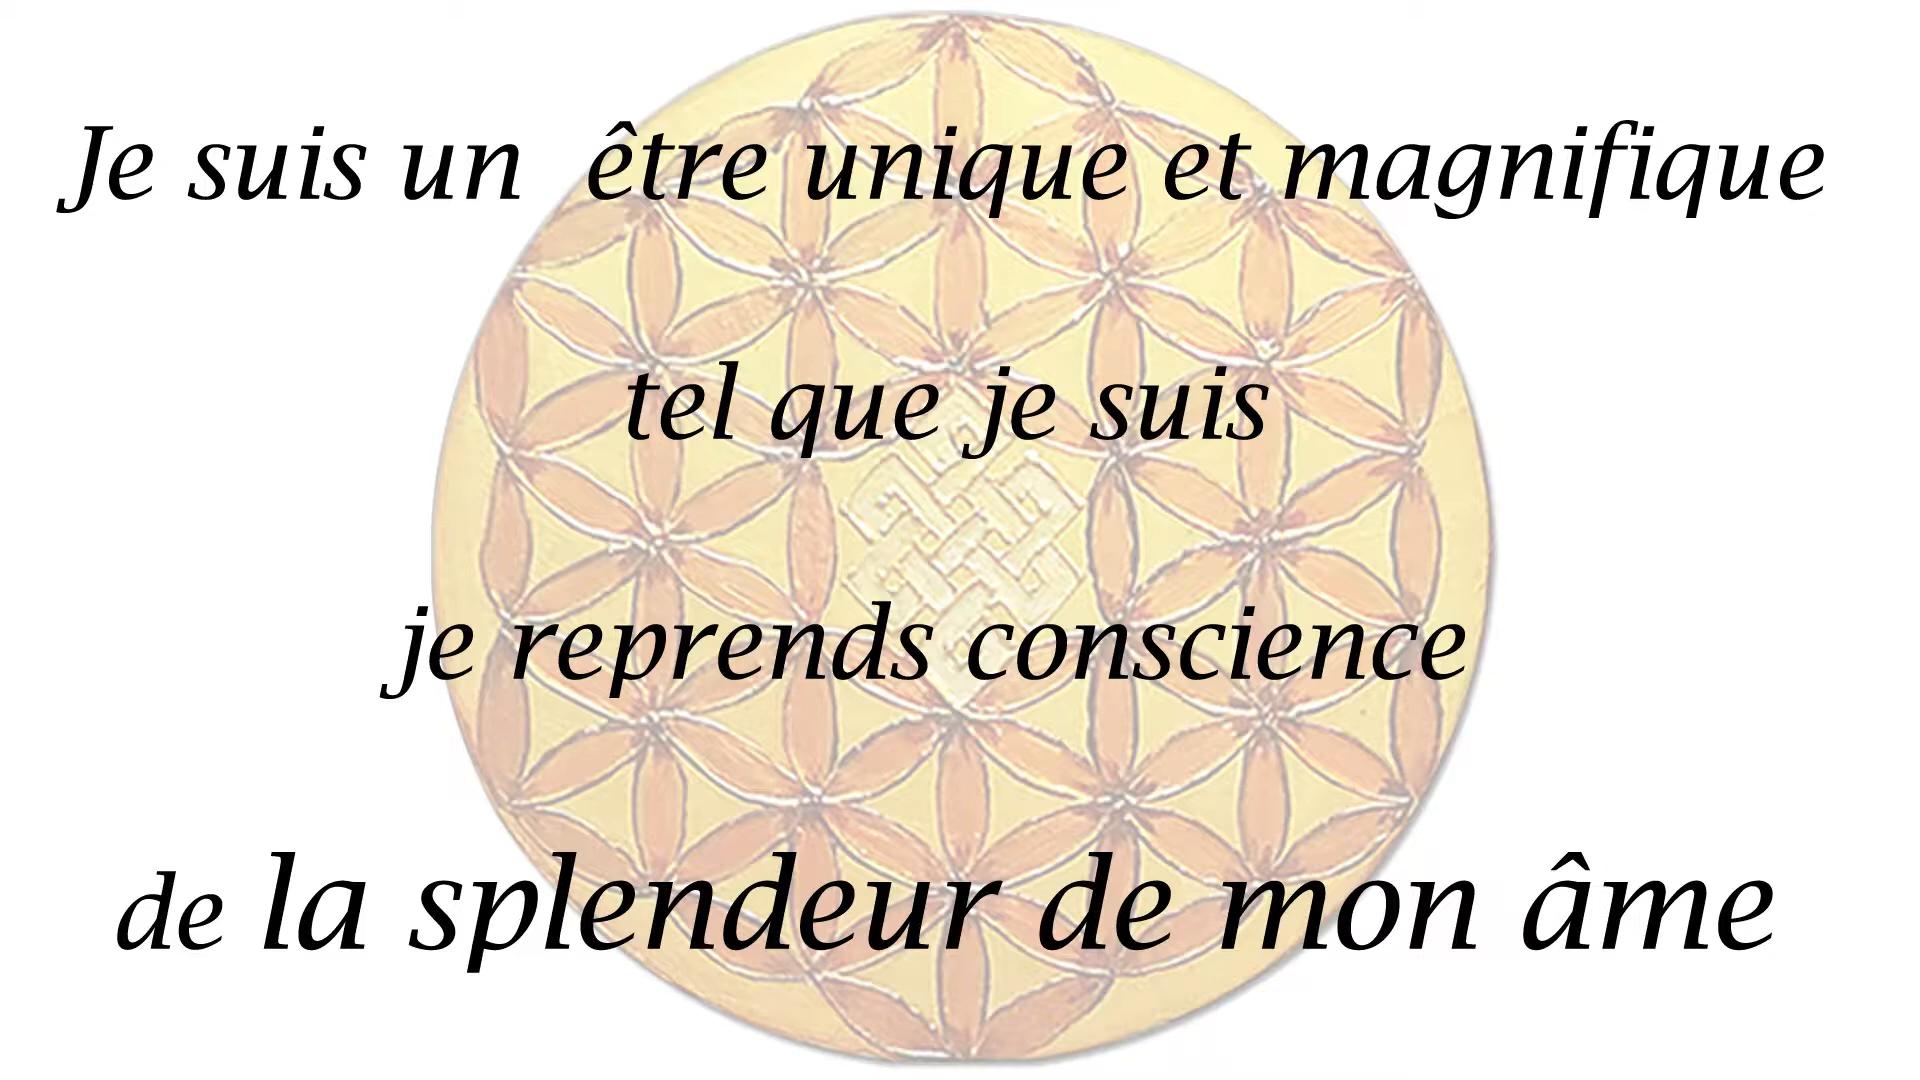 Je suis un être unique et magnifique
tel que je suis
je reprends conscience
de la splendeur de mon âme